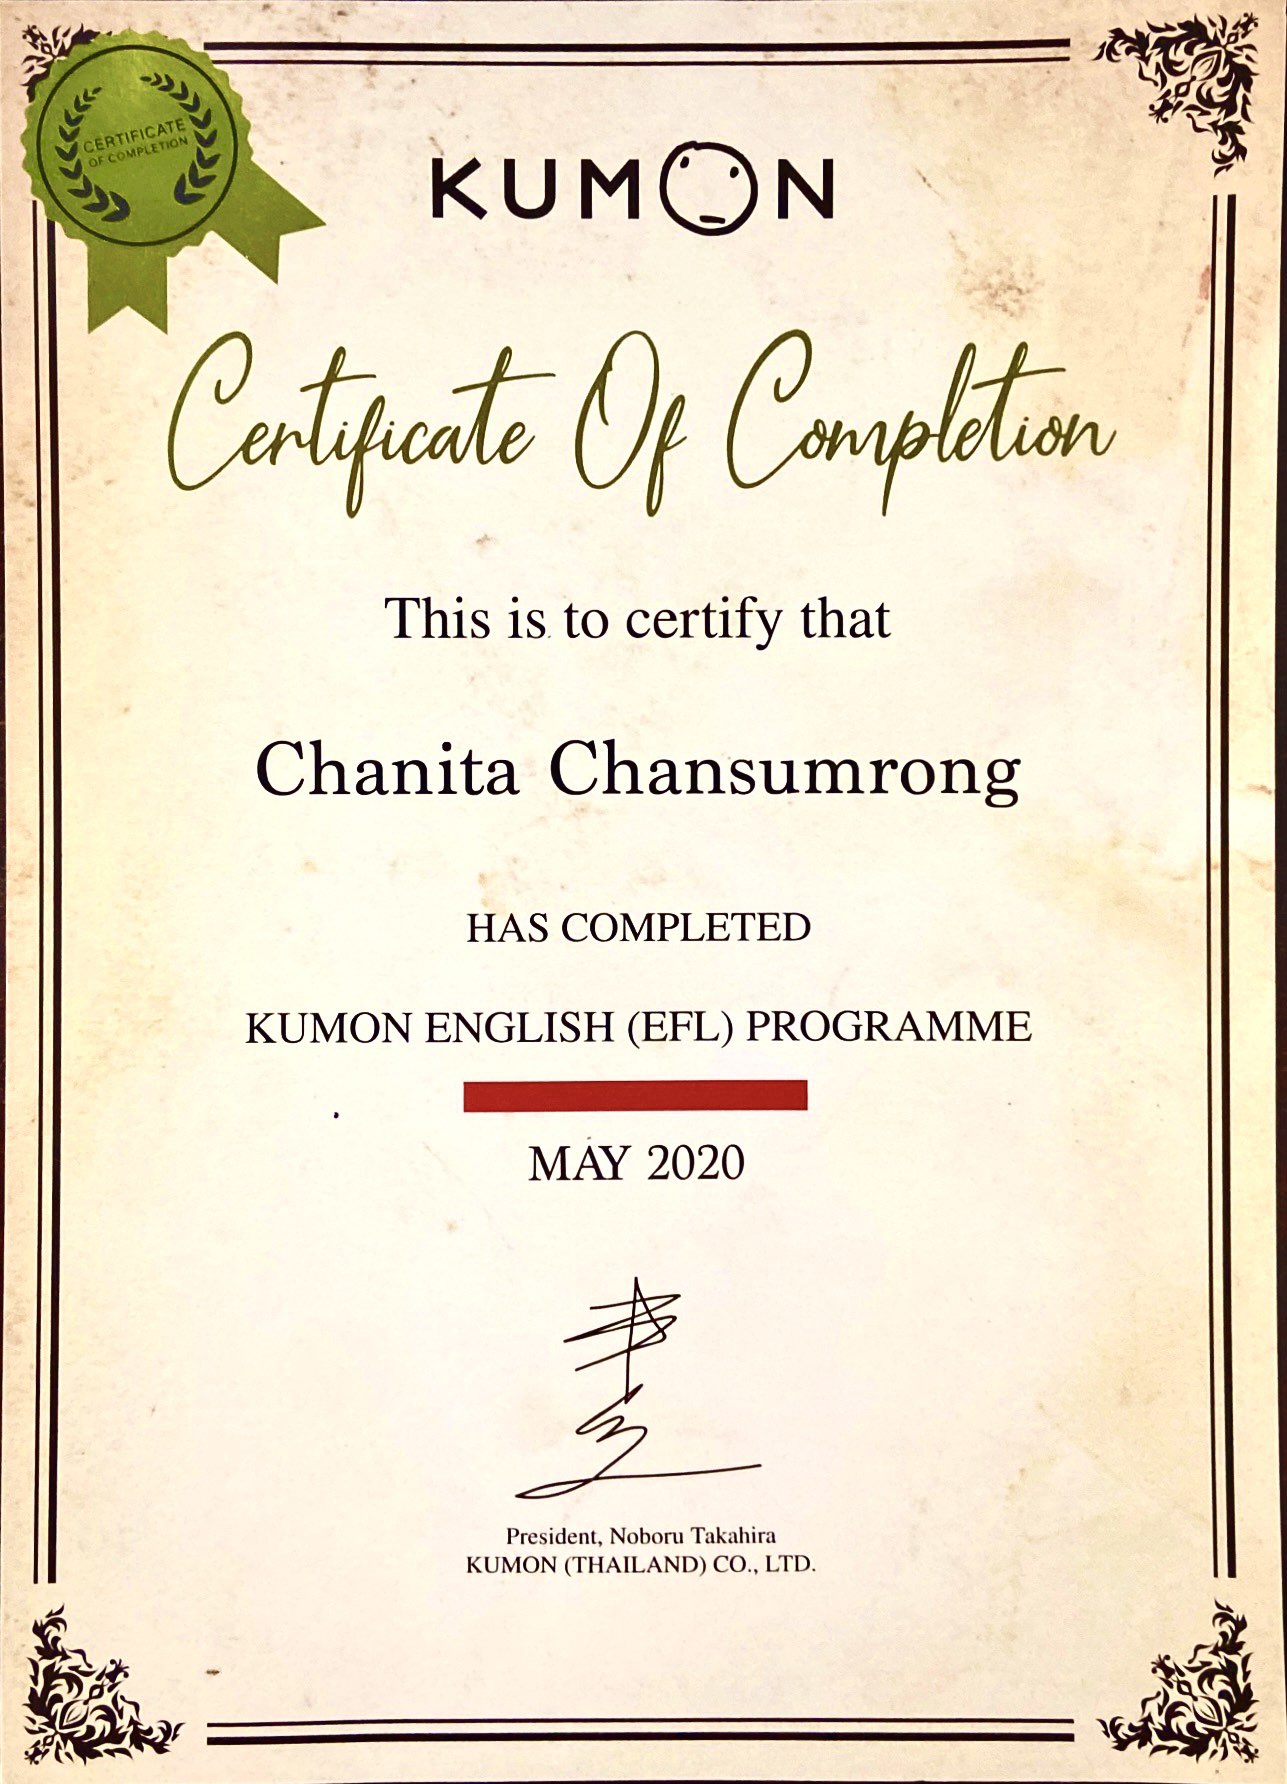 CERTIFICATE
OF COMPLETION
KUMON
Certificate Of Completion
This is to certify that
Chanita Chansumrong
HAS COMPLETED
KUMON ENGLISH (EFL) PROGRAMME
MAY 2020
President, Noboru Takahira
KUMON (THAILAND) CO., LTD.